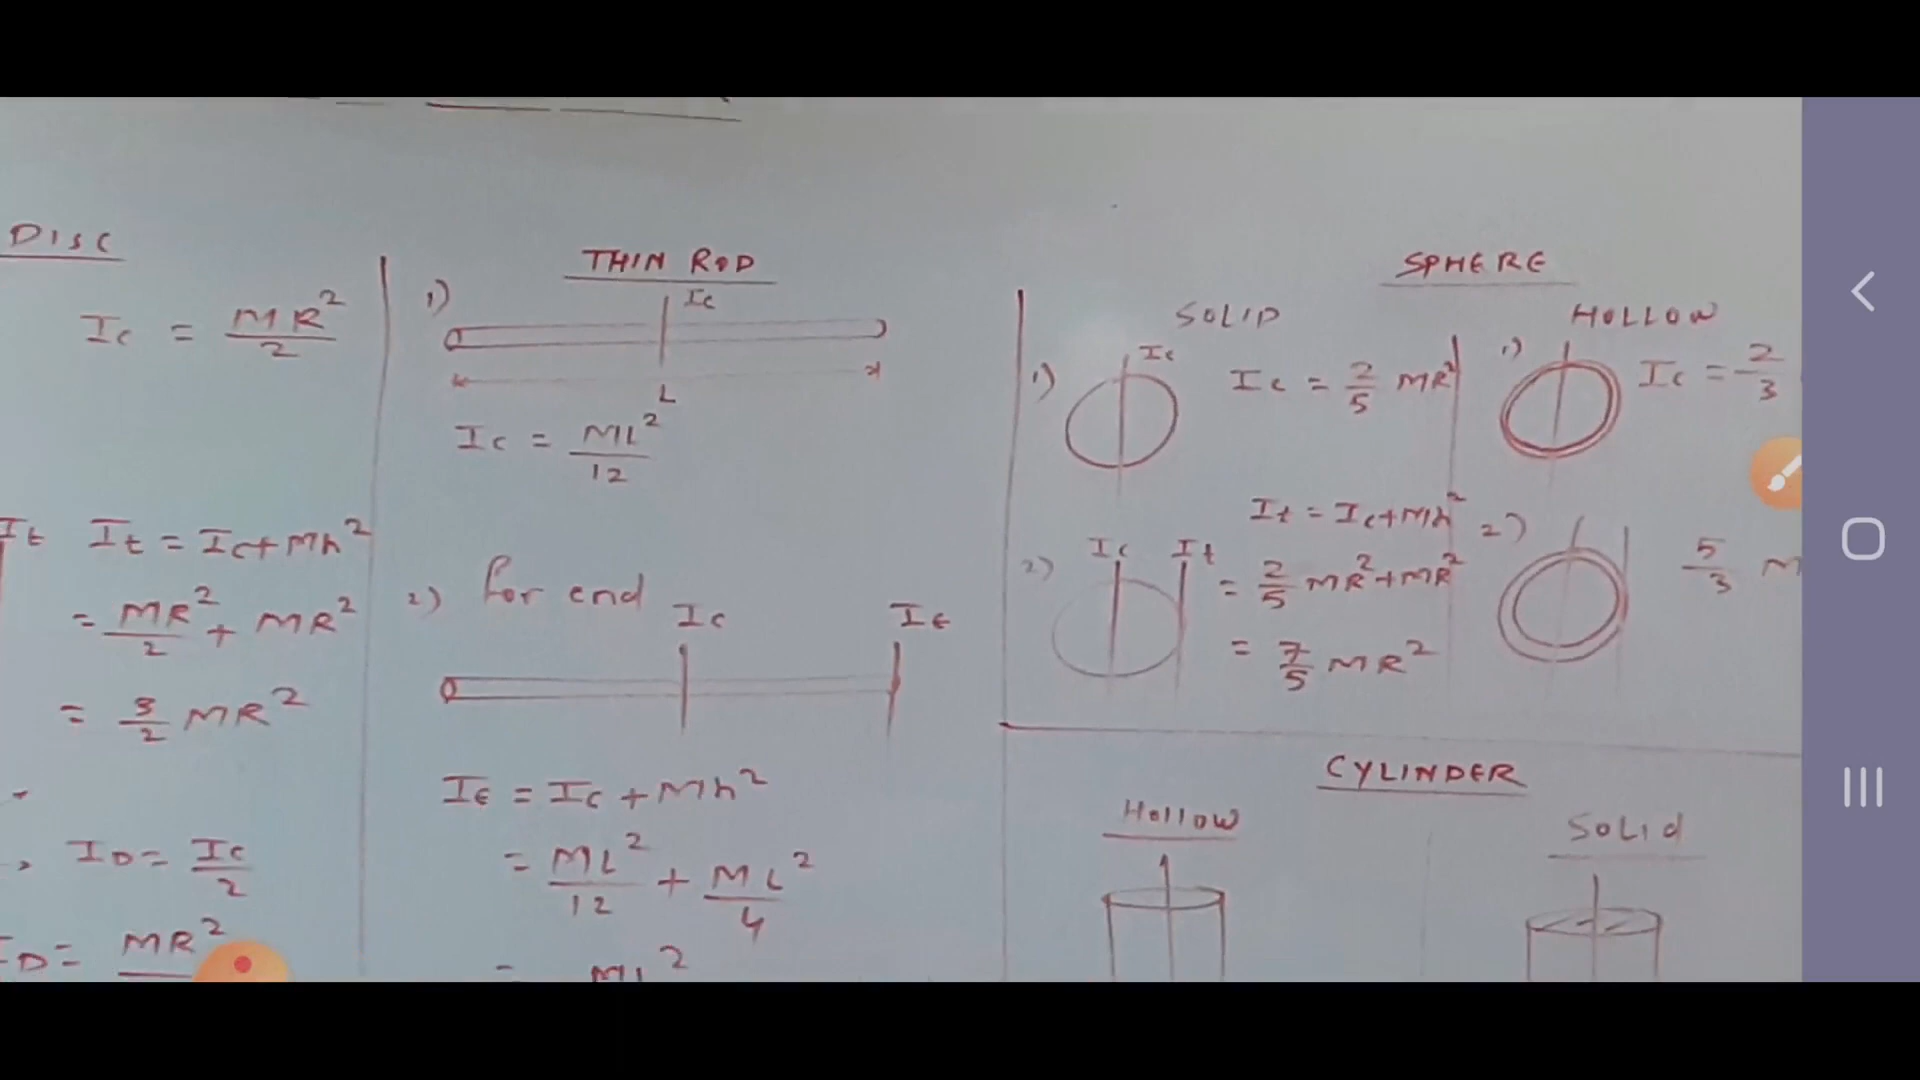 DISC
Ic = MR²/2
It
It = Ic+Mh²
= MR²/2 + MR²
= 3/2 MR²
ID = Ic/2
ID = MR²
THIN ROD
1)
Ic
L
Ic = ML²/12
2) for end
Ic
IE
IE = Ic + Mh²
= ML²/12 + ML²/4
= ML²
SPHERE
SOLID
1)
Ic
Ic = 2/5 MR²
2)
Ic
It
It = Ic+Mh²
= 2/5 MR²+MR²
= 7/5 MR²
HOLLOW
1)
Ic = 2/3
2)
5/3 M
CYLINDER
Hollow
Solid